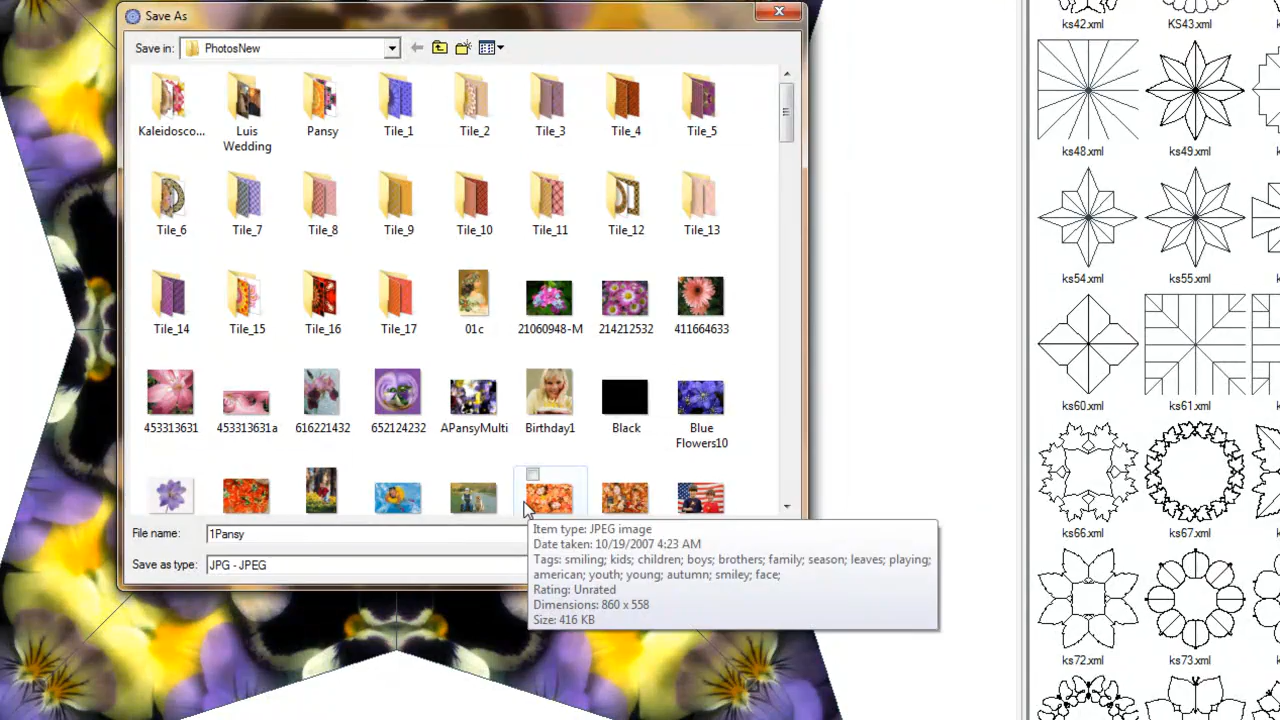 Save As
Save in: PhotosNew
Kaleidosco... Luis Wedding Pansy Tile_1 Tile_2 Tile_3 Tile_4 Tile_5
Tile_6 Tile_7 Tile_8 Tile_9 Tile_10 Tile_11 Tile_12 Tile_13
Tile_14 Tile_15 Tile_16 Tile_17 01c 21060948-M 214212532 411664633
453313631 453313631a 616221432 652124232 APansyMulti Birthday1 Black Blue Flowers10
File name: 1Pansy
Save as type: JPG - JPEG
Item type: JPEG image
Date taken: 10/19/2007 4:23 AM
Tags: smiling; kids; children; boys; brothers; family; season; leaves; playing;
american; youth; young; autumn; smiley; face;
Rating: Unrated
Dimensions: 860 x 558
Size: 416 KB
ks42.xml KS43.xml
ks48.xml ks49.xml
ks54.xml ks55.xml
ks60.xml ks61.xml
ks66.xml ks67.xml
ks72.xml ks73.xml